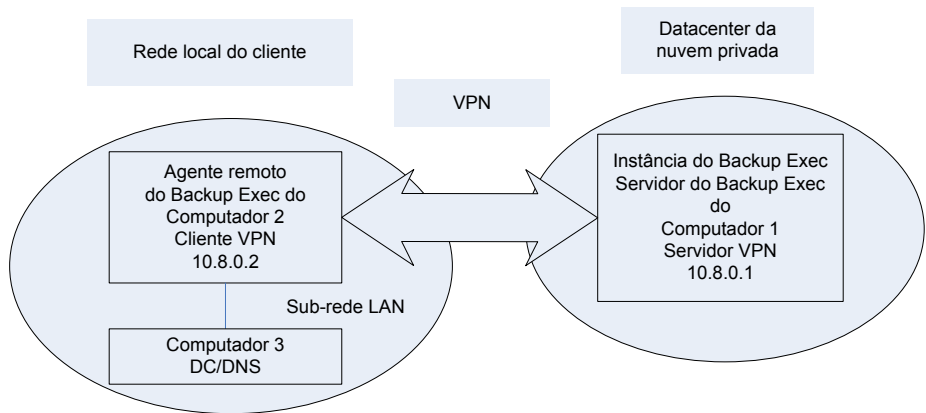 Rede local do cliente
Datacenter da
nuvem privada
VPN
Agente remoto
do Backup Exec do
Computador 2
Cliente VPN
10.8.0.2
Instância do Backup Exec
Servidor do Backup Exec
do
Computador 1
Servidor VPN
10.8.0.1
Sub-rede LAN
Computador 3
DC/DNS